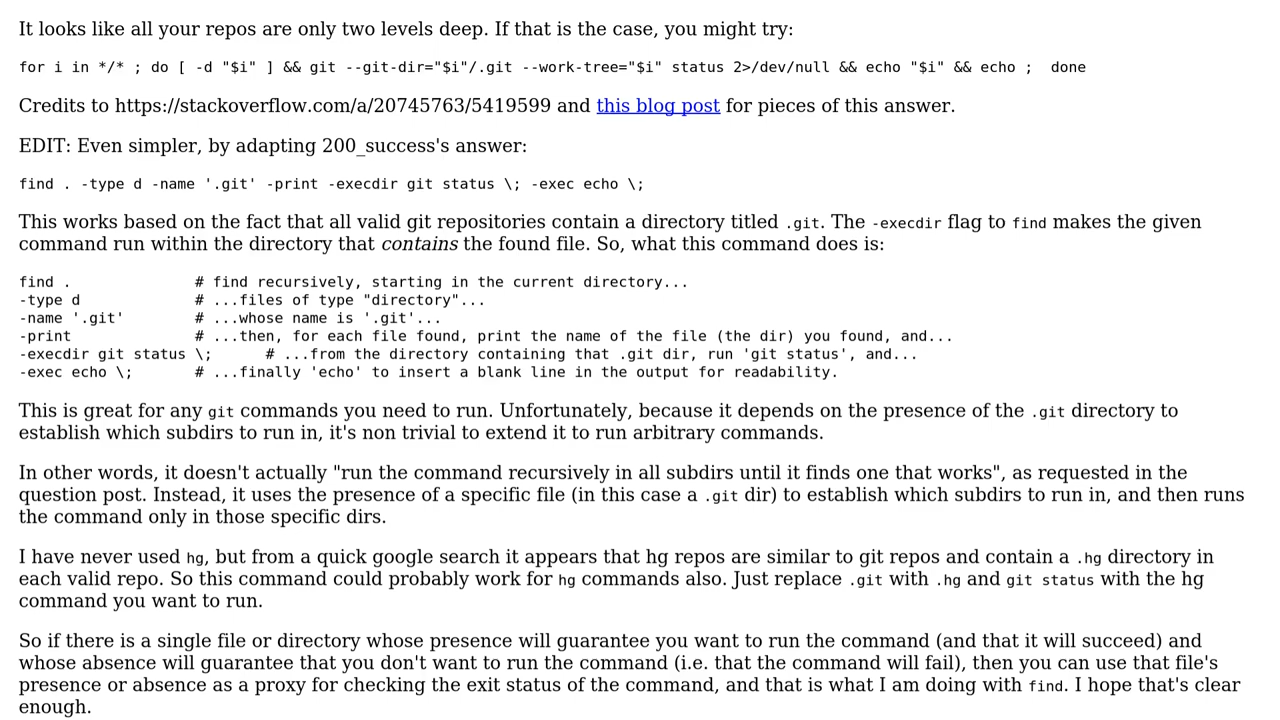 It looks like all your repos are only two levels deep. If that is the case, you might try:
for i in */* ; do [ -d "$i" ] && git --git-dir="$i"/.git --work-tree="$i" status 2>/dev/null && echo "$i" && echo ;  done
Credits to https://stackoverflow.com/a/20745763/5419599 and this blog post for pieces of this answer.
EDIT: Even simpler, by adapting 200_success's answer:
find . -type d -name '.git' -print -execdir git status \; -exec echo \;
This works based on the fact that all valid git repositories contain a directory titled .git. The -execdir flag to find makes the given
command run within the directory that contains the found file. So, what this command does is:
find .              # find recursively, starting in the current directory...
-type d             # ...files of type "directory"...
-name '.git'        # ...whose name is '.git'...
-print              # ...then, for each file found, print the name of the file (the dir) you found, and...
-execdir git status \;      # ...from the directory containing that .git dir, run 'git status', and...
-exec echo \;       # ...finally 'echo' to insert a blank line in the output for readability.
This is great for any git commands you need to run. Unfortunately, because it depends on the presence of the .git directory to
establish which subdirs to run in, it's non trivial to extend it to run arbitrary commands.
In other words, it doesn't actually "run the command recursively in all subdirs until it finds one that works", as requested in the
question post. Instead, it uses the presence of a specific file (in this case a .git dir) to establish which subdirs to run in, and then runs
the command only in those specific dirs.
I have never used hg, but from a quick google search it appears that hg repos are similar to git repos and contain a .hg directory in
each valid repo. So this command could probably work for hg commands also. Just replace .git with .hg and git status with the hg
command you want to run.
So if there is a single file or directory whose presence will guarantee you want to run the command (and that it will succeed) and
whose absence will guarantee that you don't want to run the command (i.e. that the command will fail), then you can use that file's
presence or absence as a proxy for checking the exit status of the command, and that is what I am doing with find. I hope that's clear
enough.